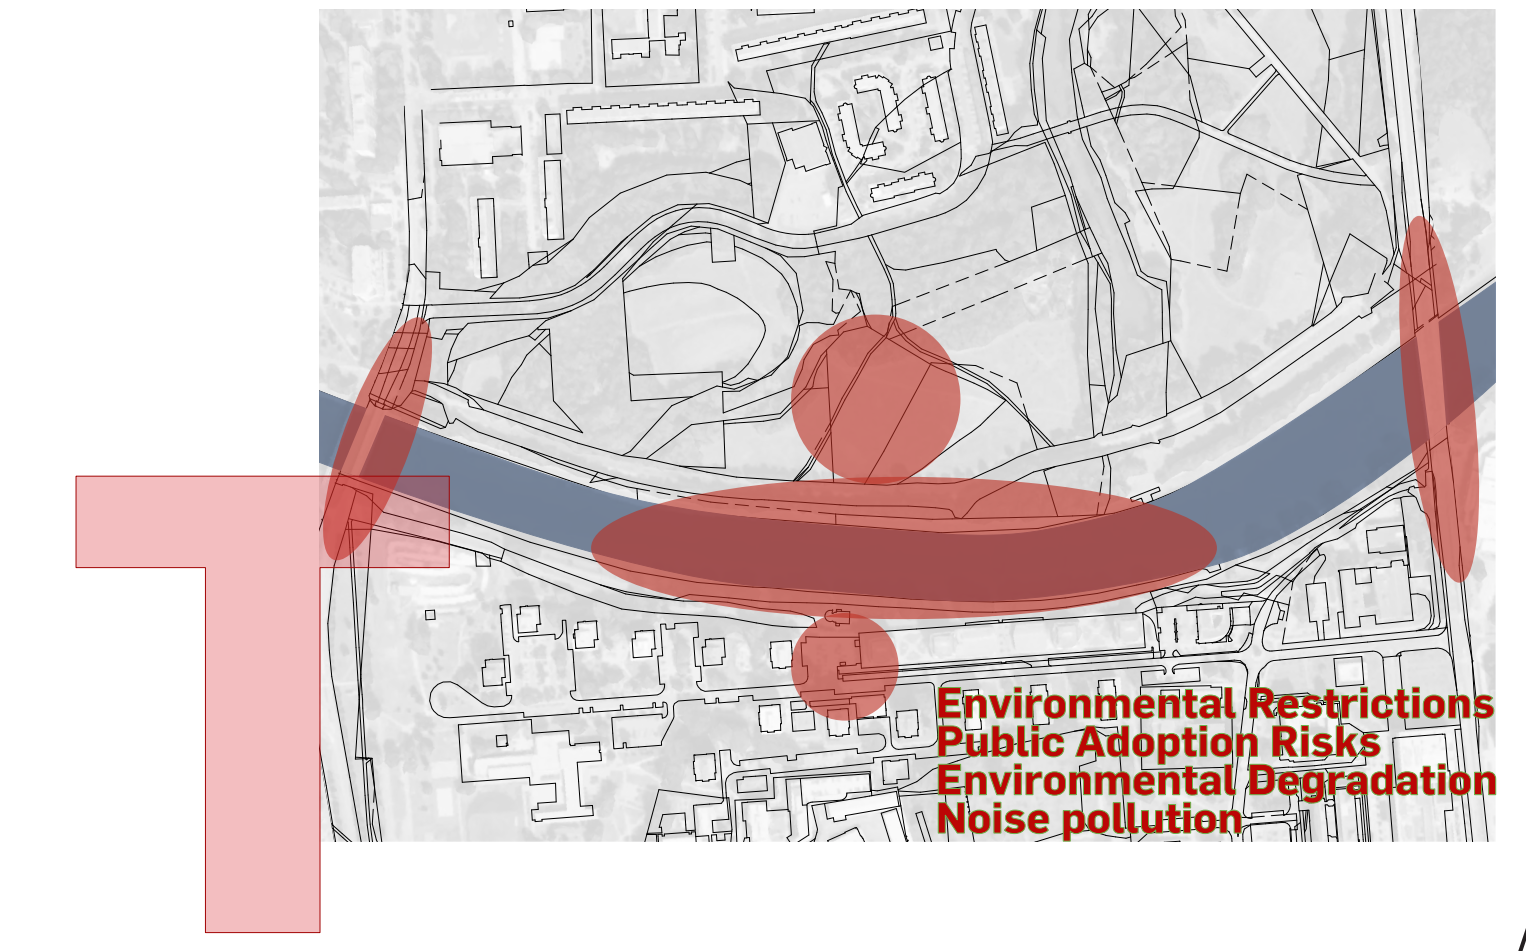 T
Environmental Restrictions
Public Adoption Risks
Environmental Degradation
Noise pollution